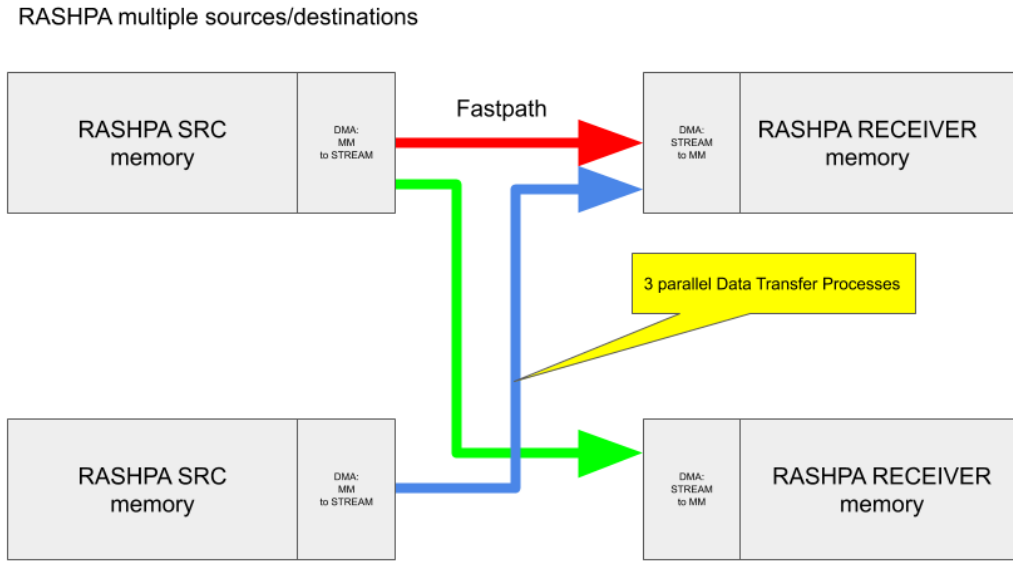 RASHPA multiple sources/destinations
RASHPA SRC
memory
DMA:
MM
to STREAM
Fastpath
DMA:
STREAM
to MM
RASHPA RECEIVER
memory
3 parallel Data Transfer Processes
RASHPA SRC
memory
DMA:
MM
to STREAM
DMA:
STREAM
to MM
RASHPA RECEIVER
memory